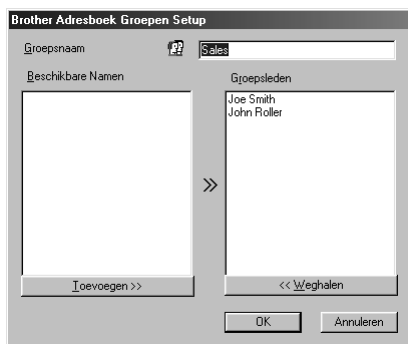 Brother Adresboek Groepen Setup
Groepsnaam
Sales
Beschikbare Namen
Groepsleden
Joe Smith
John Roller
>>
Toevoegen >>
<< Weghalen
OK
Annuleren